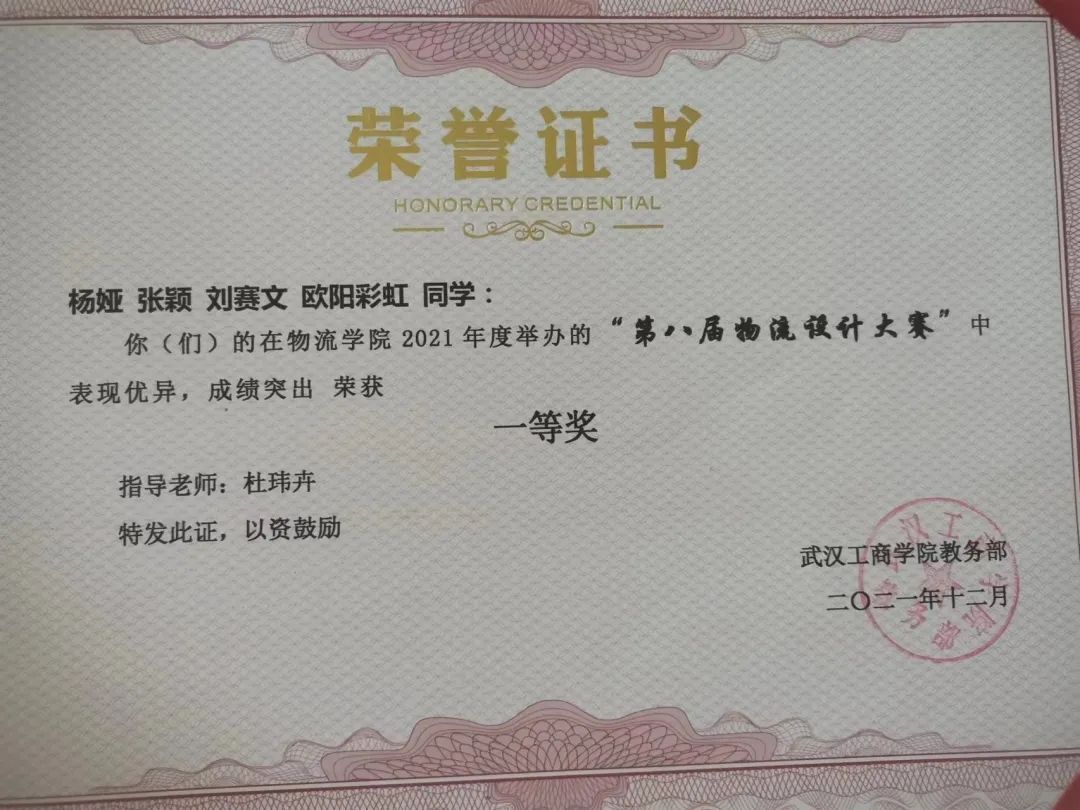 荣誉证书
HONORARY CREDENTIAL
杨娅 张颖 刘赛文 欧阳彩虹 同学：
你（们）的在物流学院 2021 年度举办的 “第八届物流设计大赛” 中
表现优异，成绩突出 荣获
一等奖
指导老师：杜玮卉
特发此证，以资鼓励
武汉工商学院教务部
二〇二一年十二月